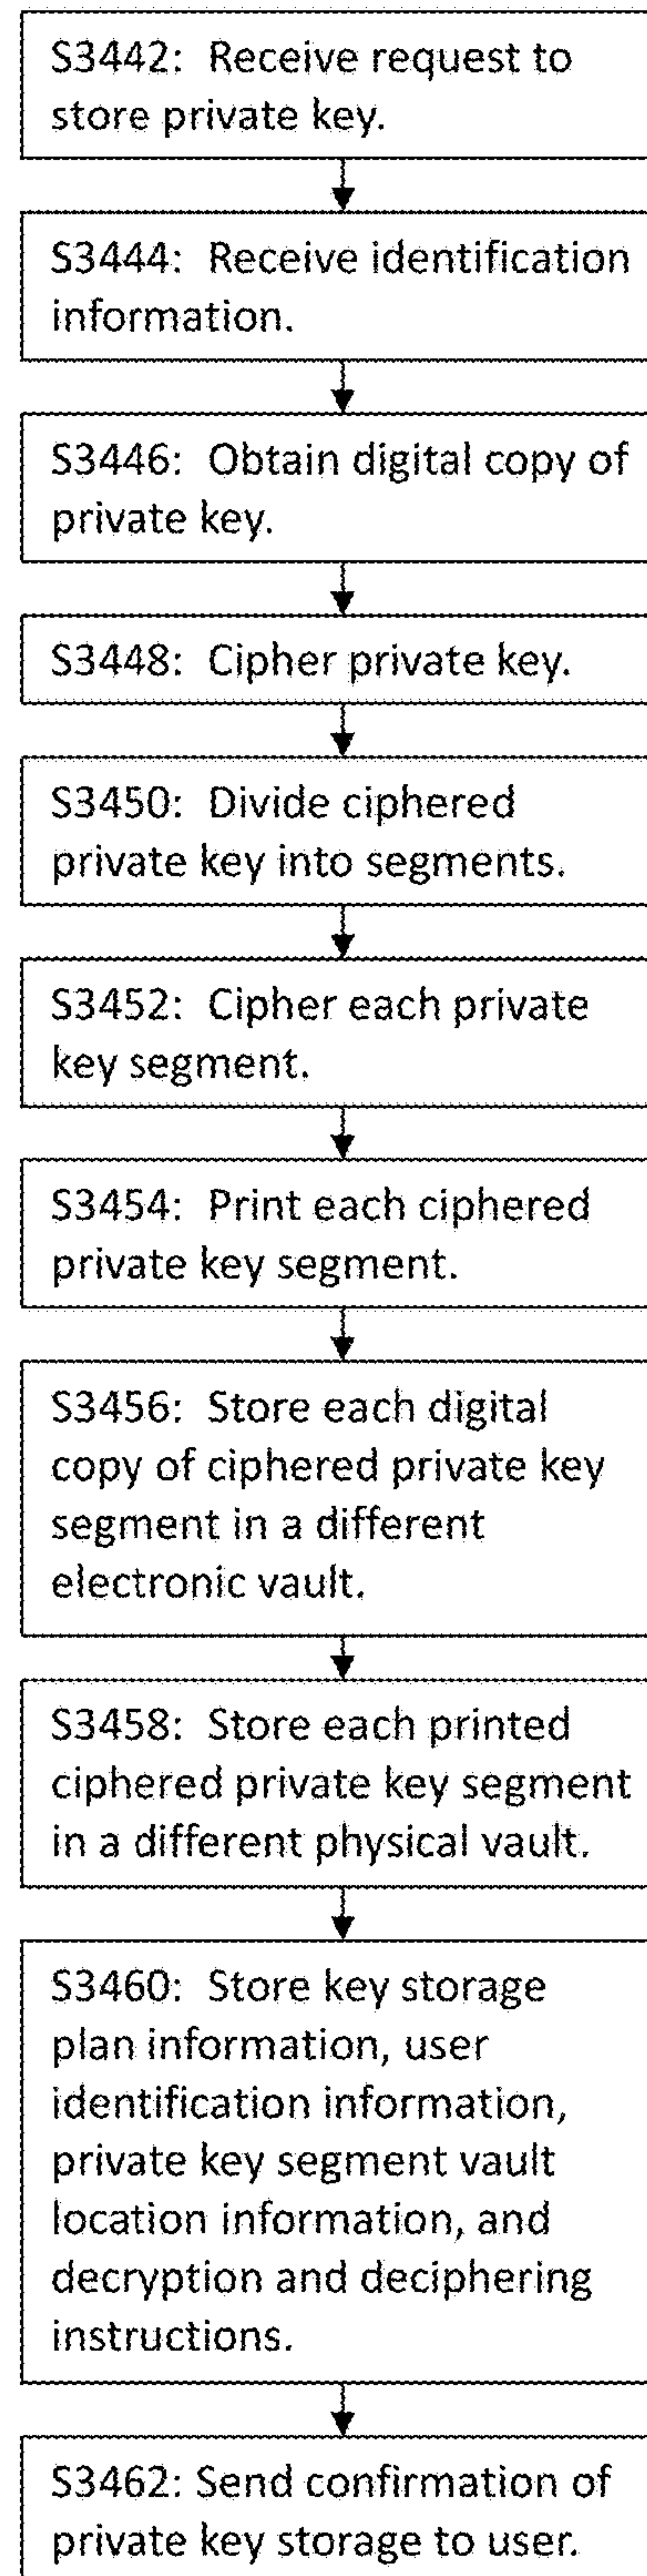 S3442: Receive request to
store private key.
S3444: Receive identification
information.
S3446: Obtain digital copy of
private key.
S3448: Cipher private key.
S3450: Divide ciphered
private key into segments.
S3452: Cipher each private
key segment.
S3454: Print each ciphered
private key segment.
S3456: Store each digital
copy of ciphered private key
segment in a different
electronic vault.
S3458: Store each printed
ciphered private key segment
in a different physical vault.
S3460: Store key storage
plan information, user
identification information,
private key segment vault
location information, and
decryption and deciphering
instructions.
S3462: Send confirmation of
private key storage to user.